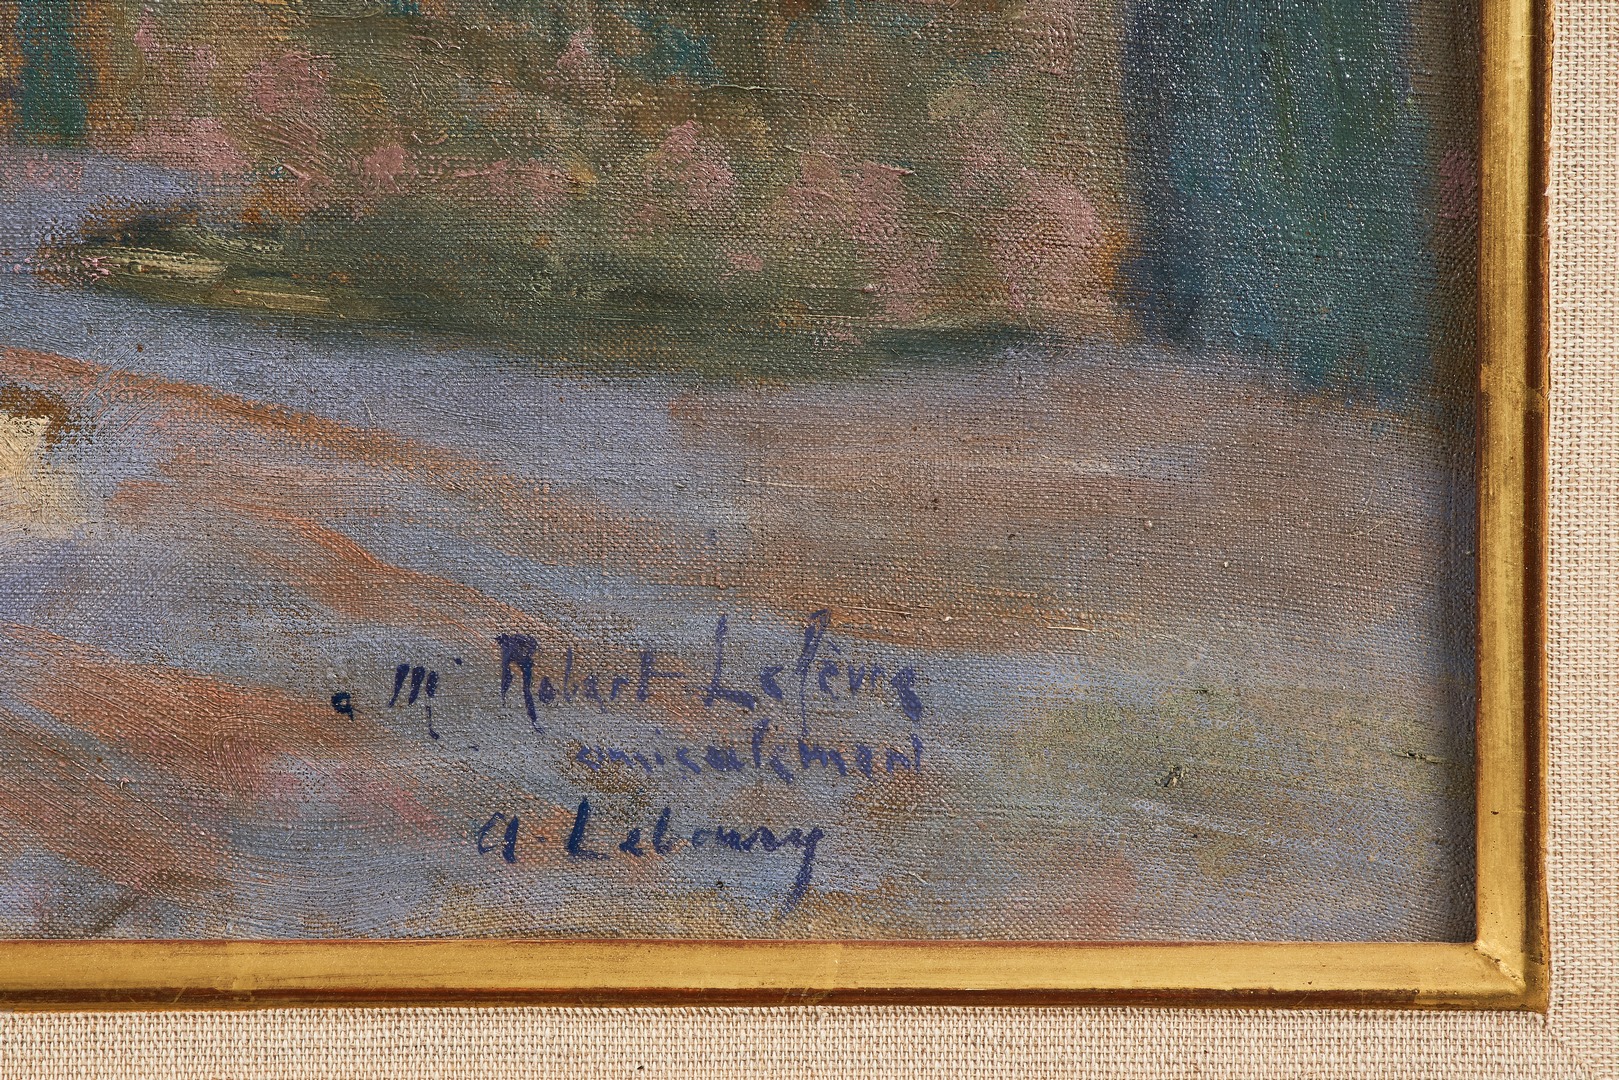 a Mr Robert Lefèvre
amicalement
A. Lebourg